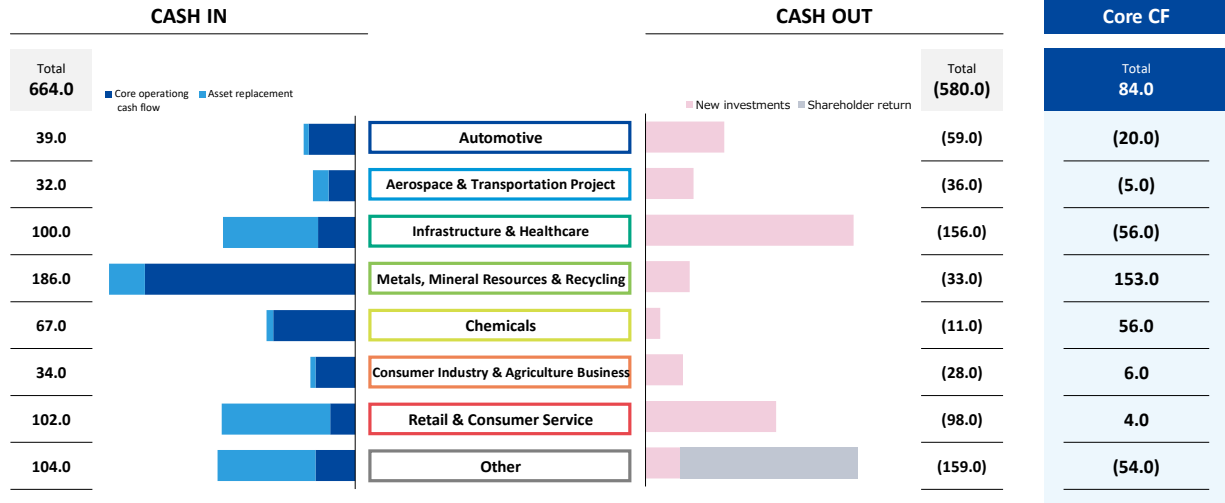 CASH IN
CASH OUT
Core CF
Total
664.0
Core operationg
cash flow
Asset replacement
New investments
Shareholder return
Total
(580.0)
Total
84.0
39.0
Automotive
(59.0)
(20.0)
32.0
Aerospace & Transportation Project
(36.0)
(5.0)
100.0
Infrastructure & Healthcare
(156.0)
(56.0)
186.0
Metals, Mineral Resources & Recycling
(33.0)
153.0
67.0
Chemicals
(11.0)
56.0
34.0
Consumer Industry & Agriculture Business
(28.0)
6.0
102.0
Retail & Consumer Service
(98.0)
4.0
104.0
Other
(159.0)
(54.0)